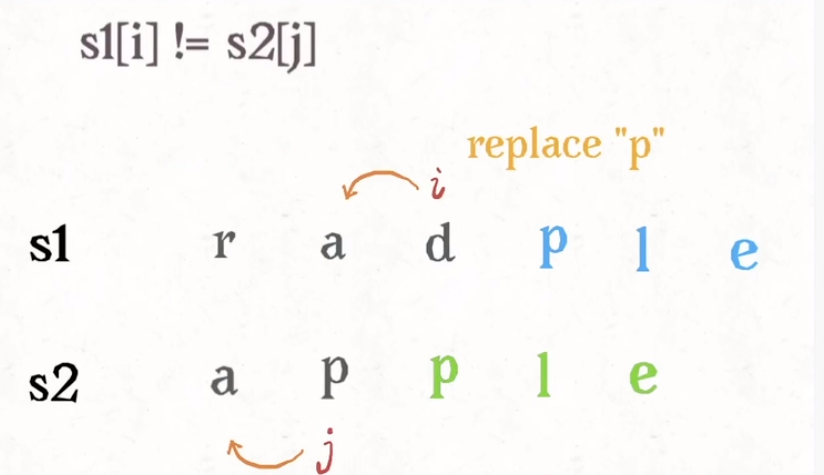 s1[i] != s2[j]
replace "p"
i
s1 r a d p l e
s2 a p p l e
j